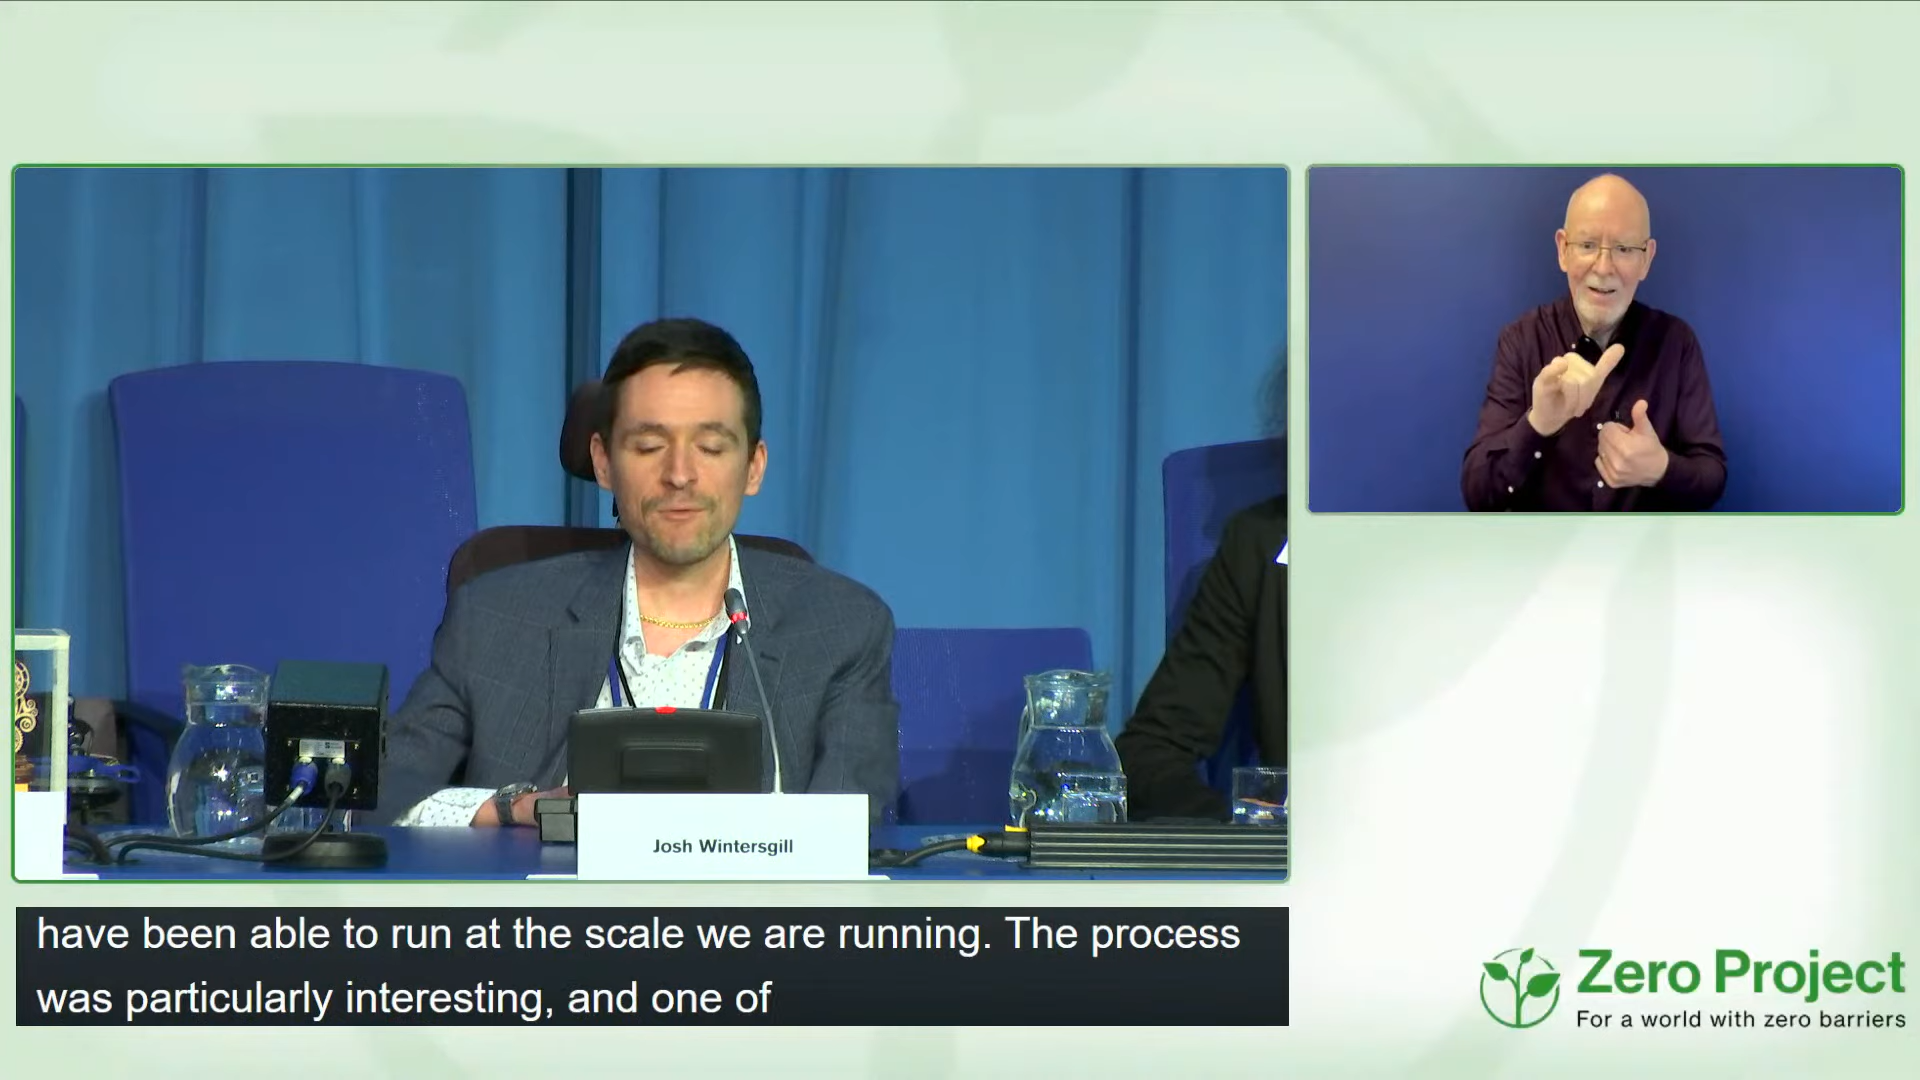 Josh Wintersgill
have been able to run at the scale we are running. The process
was particularly interesting, and one of
Zero Project
For a world with zero barriers